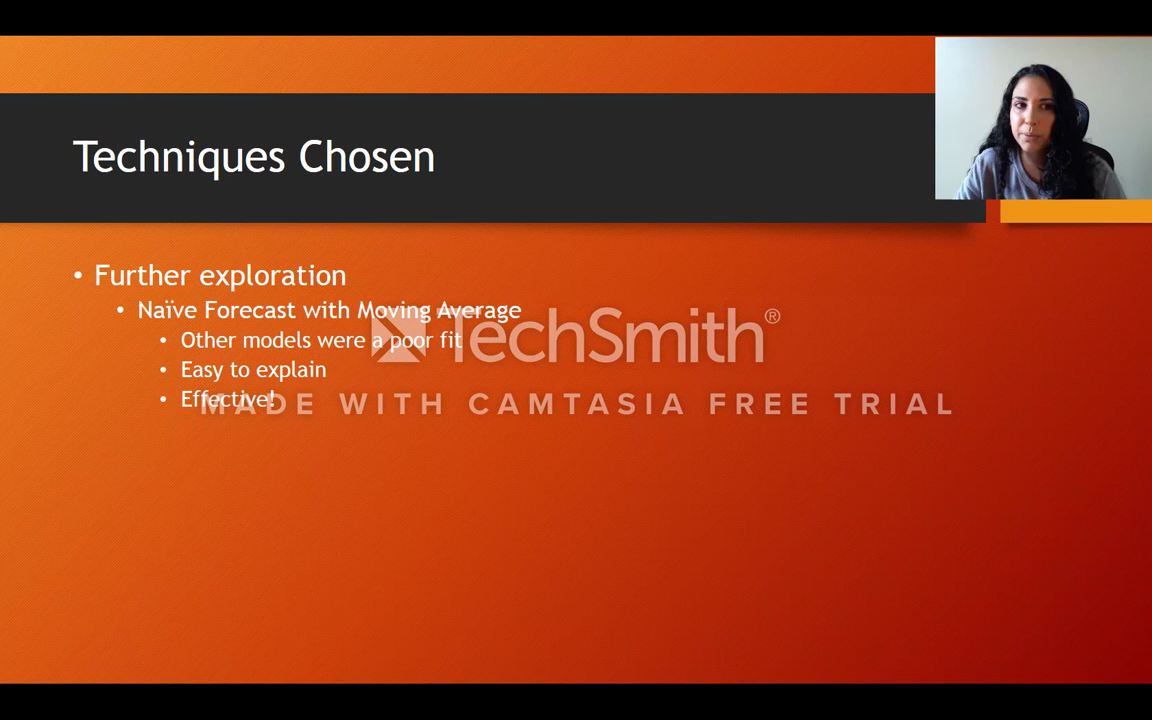 Techniques Chosen
• Further exploration
• Naïve Forecast with Moving Average
• Other models were a poor fit
• Easy to explain
• Effective!
TechSmith®
MADE WITH CAMTASIA FREE TRIAL